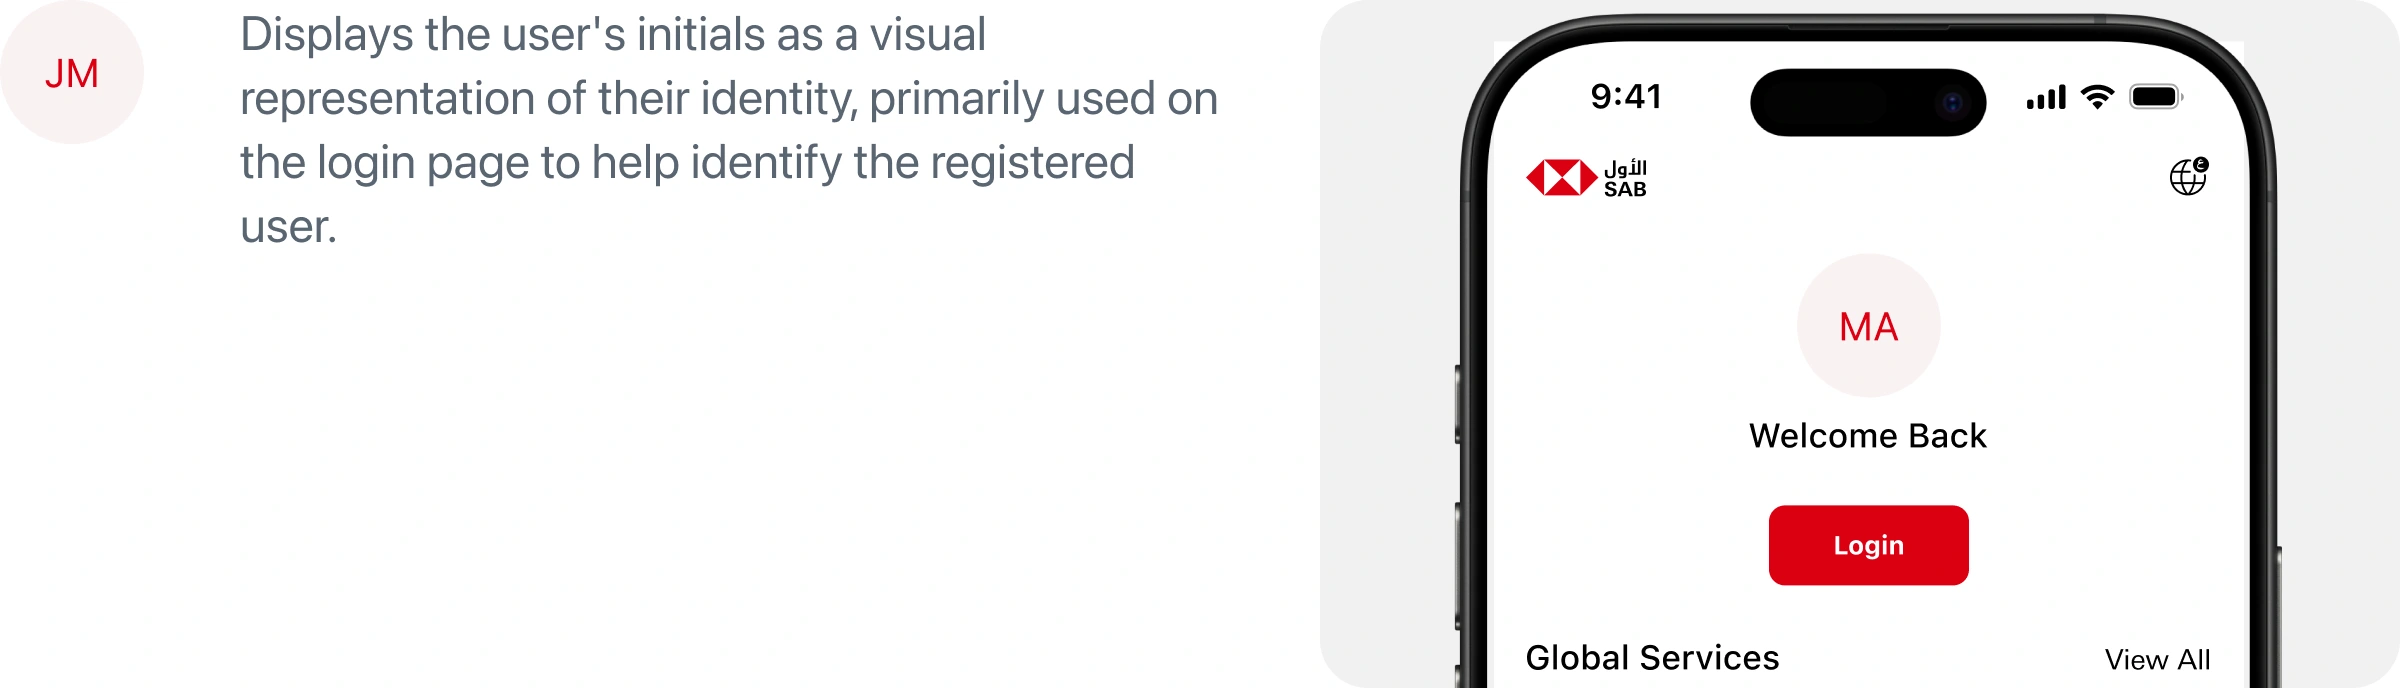 JM
Displays the user's initials as a visual
representation of their identity, primarily used on
the login page to help identify the registered
user.
9:41
الأول
SAB
ع
MA
Welcome Back
Login
Global Services
View All